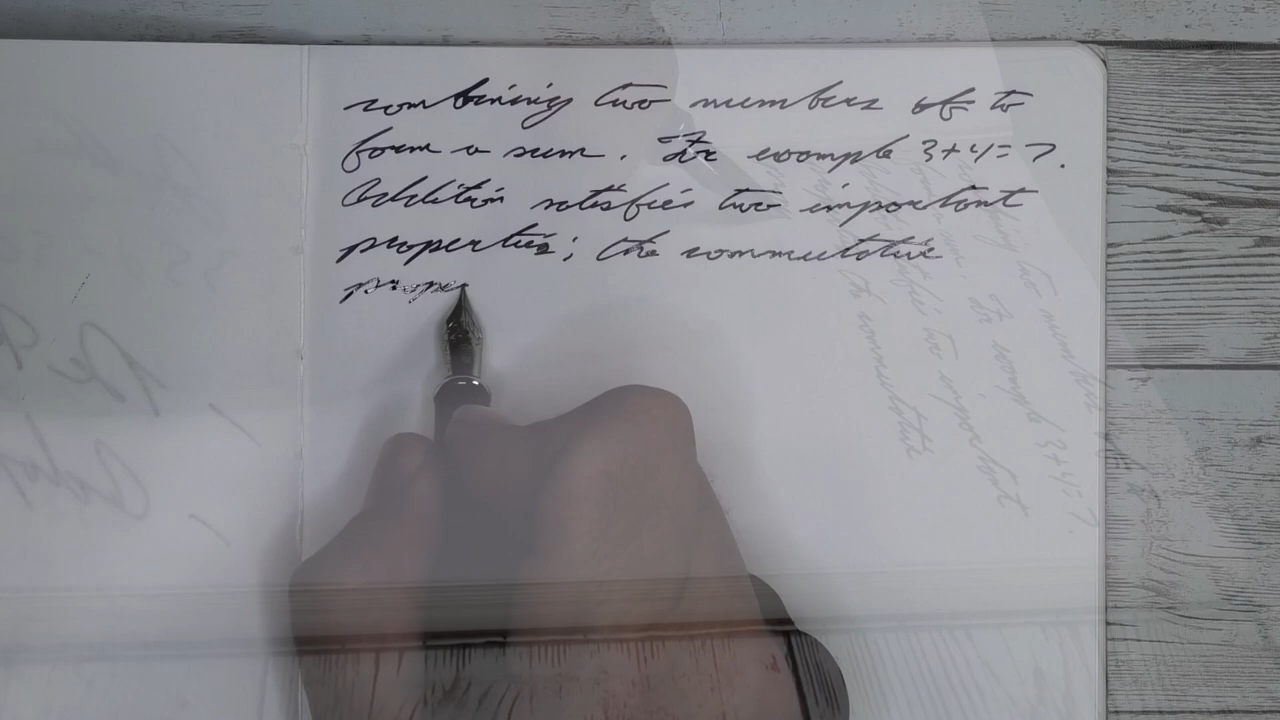 combining two numbers to
form a sum. For example 3+4=7.
Addition satisfies two important
properties; the commutative
prope